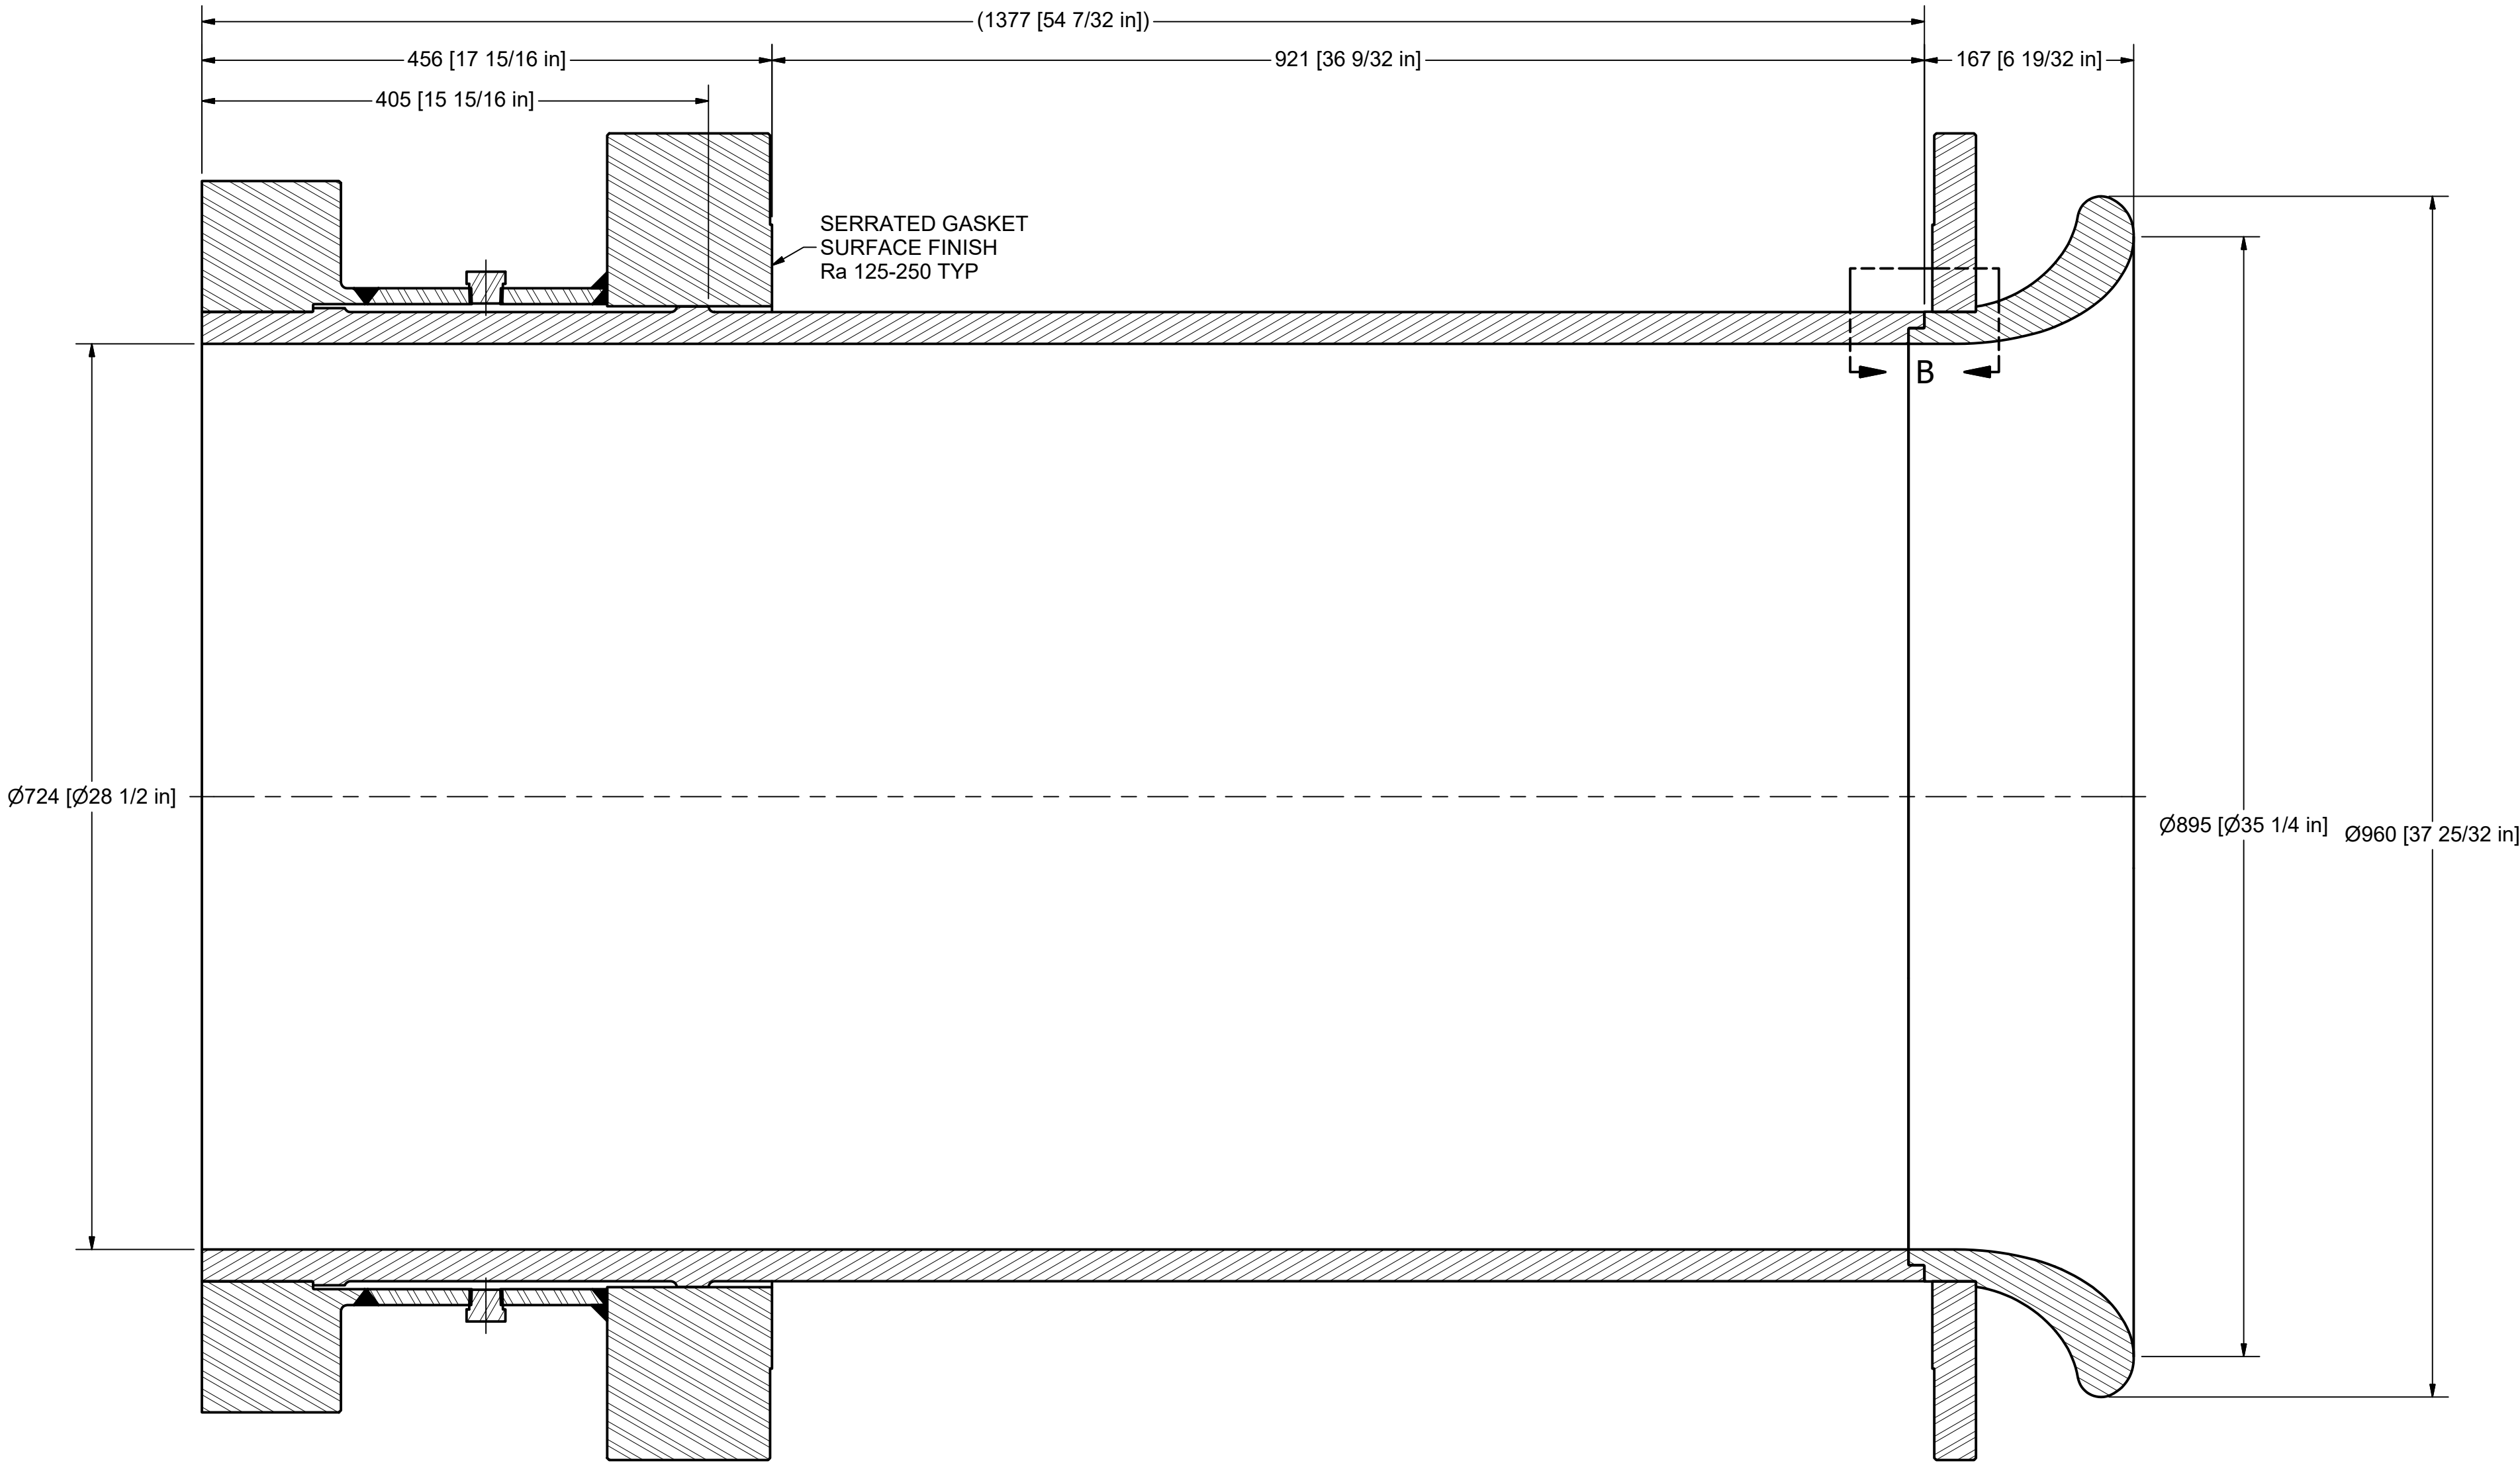 (1377 [54 7/32 in])
456 [17 15/16 in]
921 [36 9/32 in]
167 [6 19/32 in]
405 [15 15/16 in]
SERRATED GASKET
SURFACE FINISH
Ra 125-250 TYP
B
Ø724 [Ø28 1/2 in]
Ø895 [Ø35 1/4 in]
Ø960 [37 25/32 in]